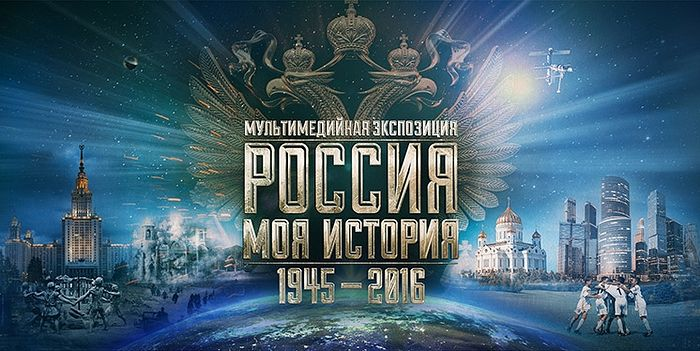 МУЛЬТИМЕДИЙНАЯ ЭКСПОЗИЦИЯ
РОССИЯ
МОЯ ИСТОРИЯ
1945 – 2016